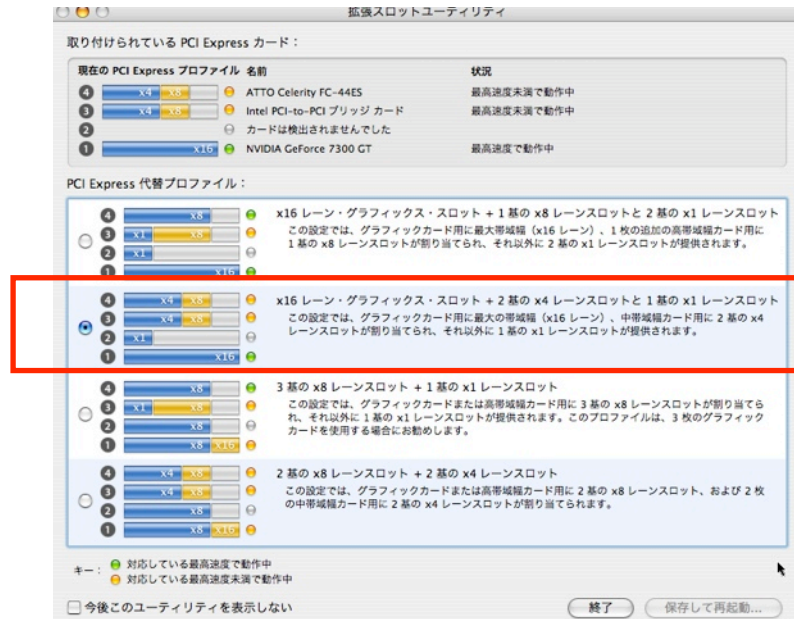 拡張スロットユーティリティ
取り付けられている PCI Express カード：
現在の PCI Express プロファイル 名前 状況
4 x4 x8 ATTO Celerity FC-44ES 最高速度未満で動作中
3 x4 x8 Intel PCI-to-PCI ブリッジ カード 最高速度未満で動作中
2 カードは検出されませんでした
1 x16 NVIDIA GeForce 7300 GT 最高速度で動作中
PCI Express 代替プロファイル：
4 x8 x16 レーン・グラフィックス・スロット + 1 基の x8 レーンスロットと 2 基の x1 レーンスロット
3 x1 x8 この設定では、グラフィックカード用に最大帯域幅（x16 レーン）、1 枚の追加の高帯域幅カード用に
2 x1 1 基の x8 レーンスロットが割り当てられ、それ以外に 2 基の x1 レーンスロットが提供されます。
1 x16
4 x4 x8 x16 レーン・グラフィックス・スロット + 2 基の x4 レーンスロットと 1 基の x1 レーンスロット
3 x4 x8 この設定では、グラフィックカード用に最大の帯域幅（x16 レーン）、中帯域幅カード用に 2 基の x4
2 x1 レーンスロットが割り当てられ、それ以外に 1 基の x1 レーンスロットが提供されます。
1 x16
4 x8 3 基の x8 レーンスロット + 1 基の x1 レーンスロット
3 x1 x8 この設定では、グラフィックカードまたは高帯域幅カード用に 3 基の x8 レーンスロットが割り当てら
2 x8 れ、それ以外に 1 基の x1 レーンスロットが提供されます。このプロファイルは、3 枚のグラフィック
1 x8 x16 カードを使用する場合にお勧めします。
4 x4 x8 2 基の x8 レーンスロット + 2 基の x4 レーンスロット
3 x4 x8 この設定では、グラフィックカードまたは高帯域幅カード用に 2 基の x8 レーンスロット、および 2 枚
2 x8 の中帯域幅カード用に 2 基の x4 レーンスロットが割り当てられます。
1 x8 x16
キー： 対応している最高速度で動作中
対応している最高速度未満で動作中
今後このユーティリティを表示しない 終了 保存して再起動...